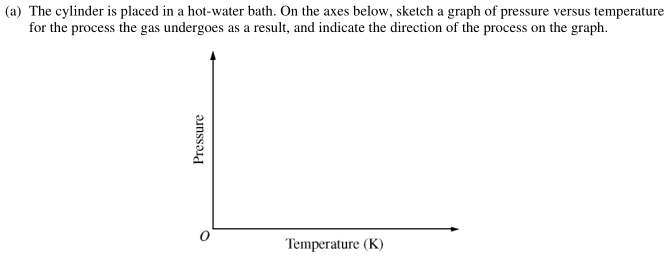 (a) The cylinder is placed in a hot-water bath. On the axes below, sketch a graph of pressure versus temperature
for the process the gas undergoes as a result, and indicate the direction of the process on the graph.
Pressure
O
Temperature (K)